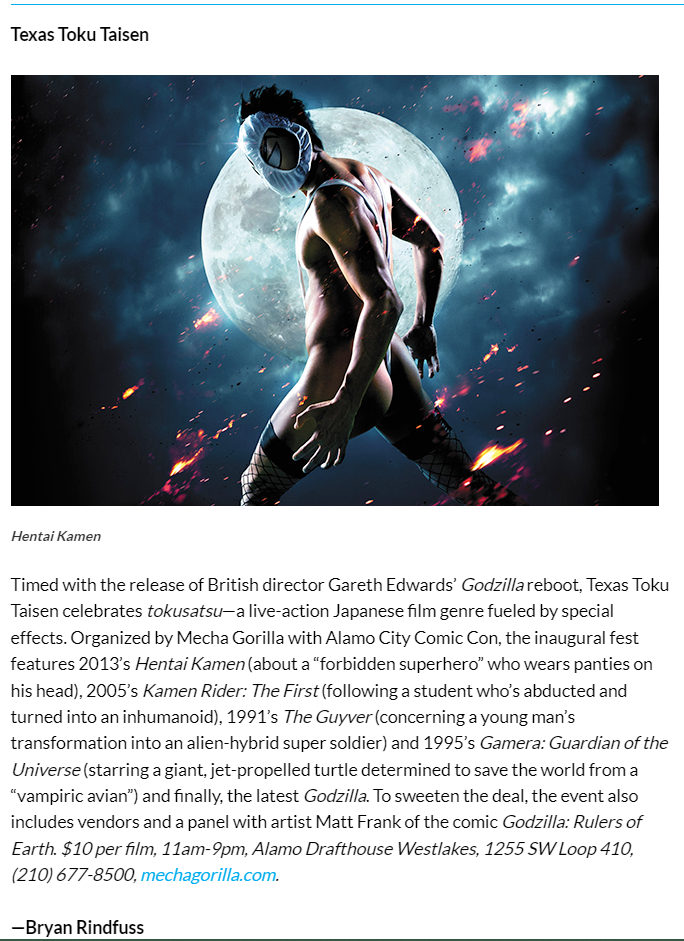 Texas Toku Taisen
Hentai Kamen
Timed with the release of British director Gareth Edwards’ Godzilla reboot, Texas Toku
Taisen celebrates tokusatsu—a live-action Japanese film genre fueled by special
effects. Organized by Mecha Gorilla with Alamo City Comic Con, the inaugural fest
features 2013’s Hentai Kamen (about a “forbidden superhero” who wears panties on
his head), 2005’s Kamen Rider: The First (following a student who’s abducted and
turned into an inhumanoid), 1991’s The Guyver (concerning a young man’s
transformation into an alien-hybrid super soldier) and 1995’s Gamera: Guardian of the
Universe (starring a giant, jet-propelled turtle determined to save the world from a
“vampiric avian”) and finally, the latest Godzilla. To sweeten the deal, the event also
includes vendors and a panel with artist Matt Frank of the comic Godzilla: Rulers of
Earth. $10 per film, 11am-9pm, Alamo Drafthouse Westlakes, 1255 SW Loop 410,
(210) 677-8500, mechagorilla.com.
—Bryan Rindfuss